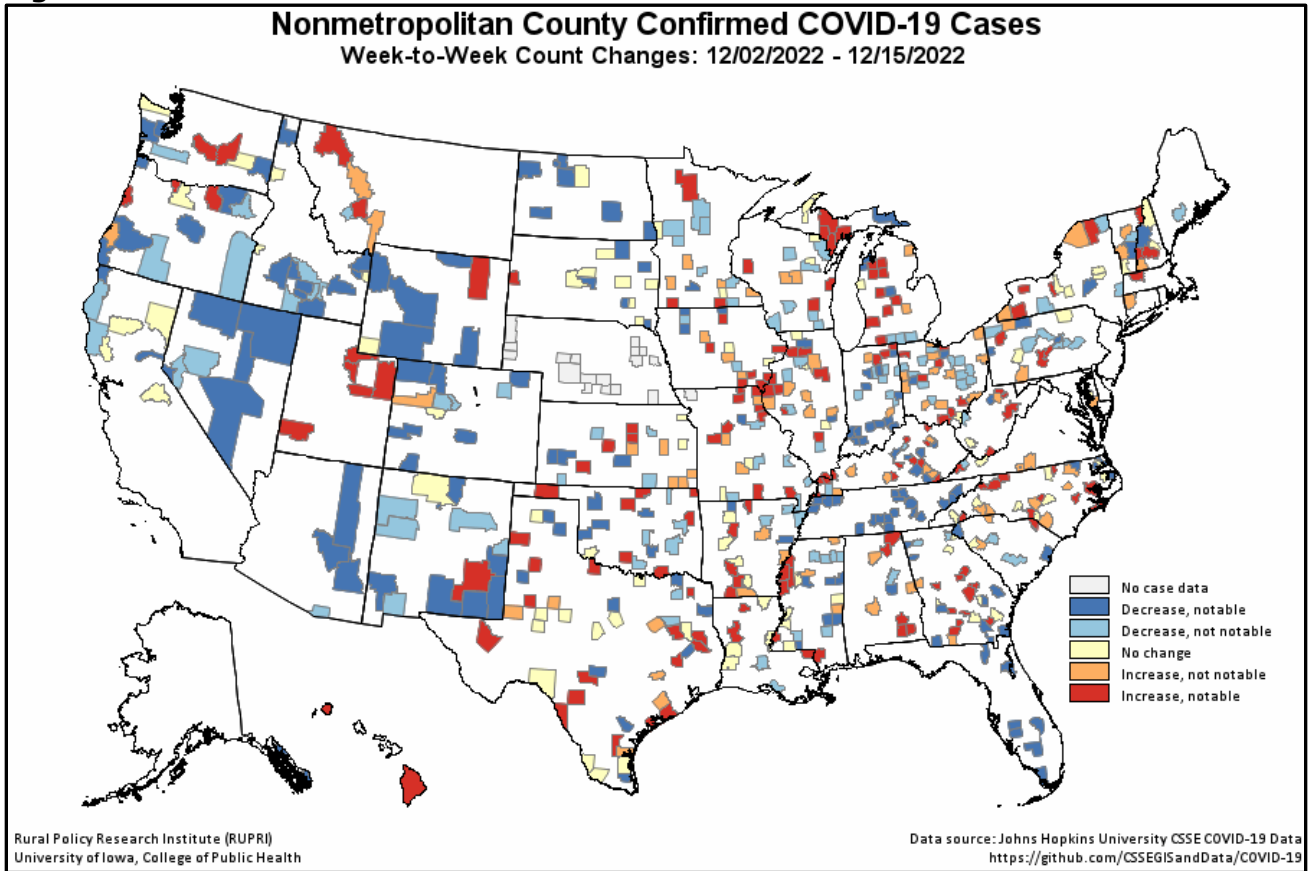 Nonmetropolitan County Confirmed COVID-19 Cases
Week-to-Week Count Changes: 12/02/2022 - 12/15/2022
No case data
Decrease, notable
Decrease, not notable
No change
Increase, not notable
Increase, notable
Rural Policy Research Institute (RUPRI)
University of Iowa, College of Public Health
Data source: Johns Hopkins University CSSE COVID-19 Data
https://github.com/CSSEGISandData/COVID-19